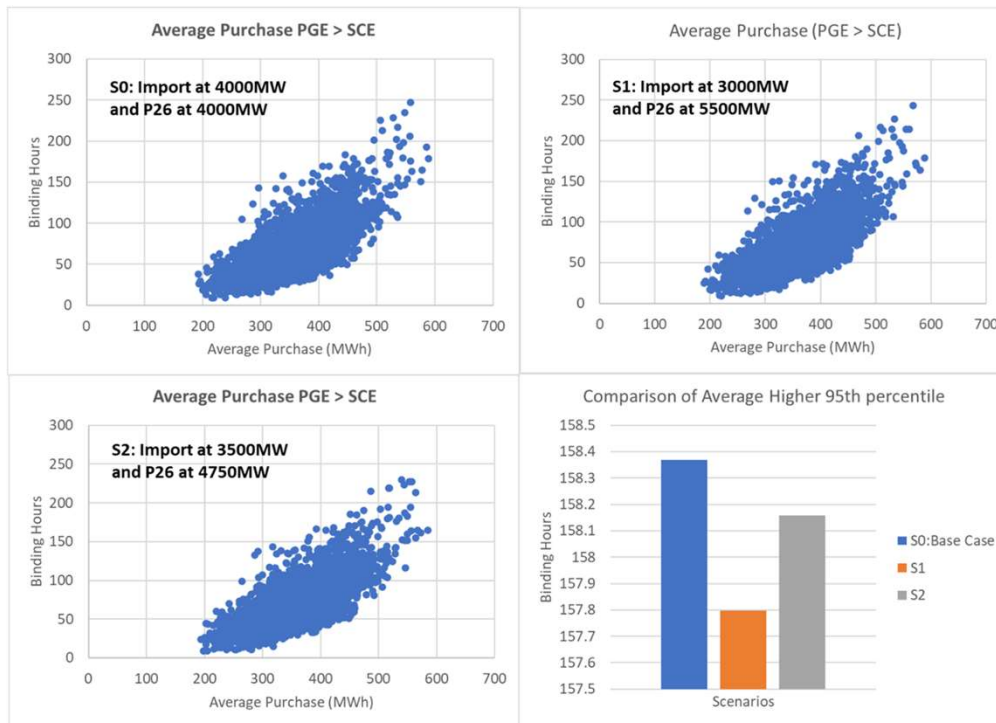 Average Purchase PGE > SCE
300
250
200
150
100
50
0
Binding Hours
S0: Import at 4000MW
and P26 at 4000MW
0 100 200 300 400 500 600 700
Average Purchase (MWh)
Average Purchase (PGE > SCE)
300
250
200
150
100
50
0
Binding Hours
S1: Import at 3000MW
and P26 at 5500MW
0 100 200 300 400 500 600 700
Average Purchase (MWh)
Average Purchase PGE > SCE
300
250
200
150
100
50
0
Binding Hours
S2: Import at 3500MW
and P26 at 4750MW
0 100 200 300 400 500 600 700
Average Purchase (MWh)
Comparison of Average Higher 95th percentile
158.5
158.4
158.3
158.2
158.1
158
157.9
157.8
157.7
157.6
157.5
Binding Hours
Scenarios
S0:Base Case
S1
S2